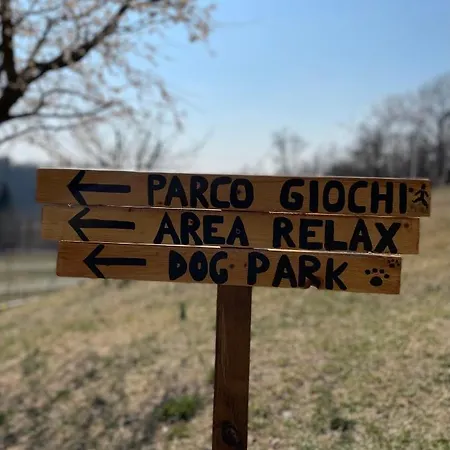 ← PARCO GIOCHI
← AREA RELAX
← DOG PARK